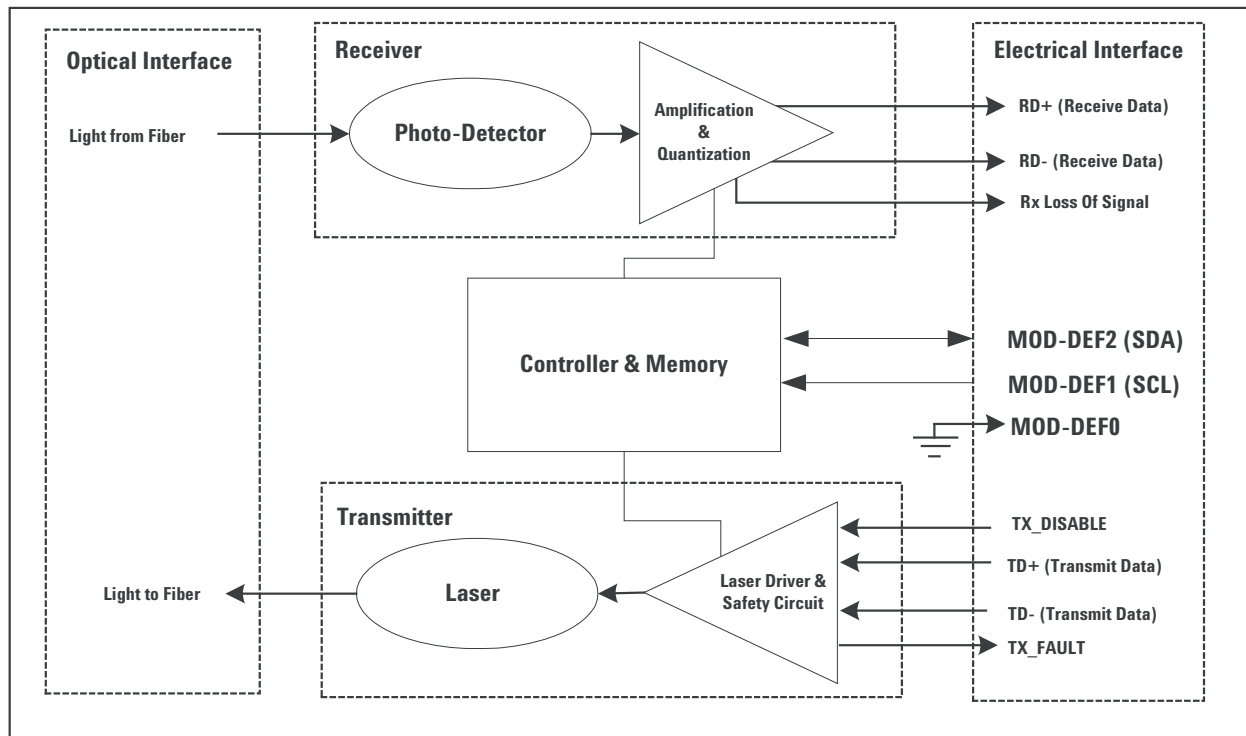 Optical Interface
Light from Fiber
Light to Fiber
Receiver
Photo-Detector
Amplification
&
Quantization
Controller & Memory
Transmitter
Laser
Laser Driver &
Safety Circuit
Electrical Interface
RD+ (Receive Data)
RD- (Receive Data)
Rx Loss Of Signal
MOD-DEF2 (SDA)
MOD-DEF1 (SCL)
MOD-DEF0
TX_DISABLE
TD+ (Transmit Data)
TD- (Transmit Data)
TX_FAULT